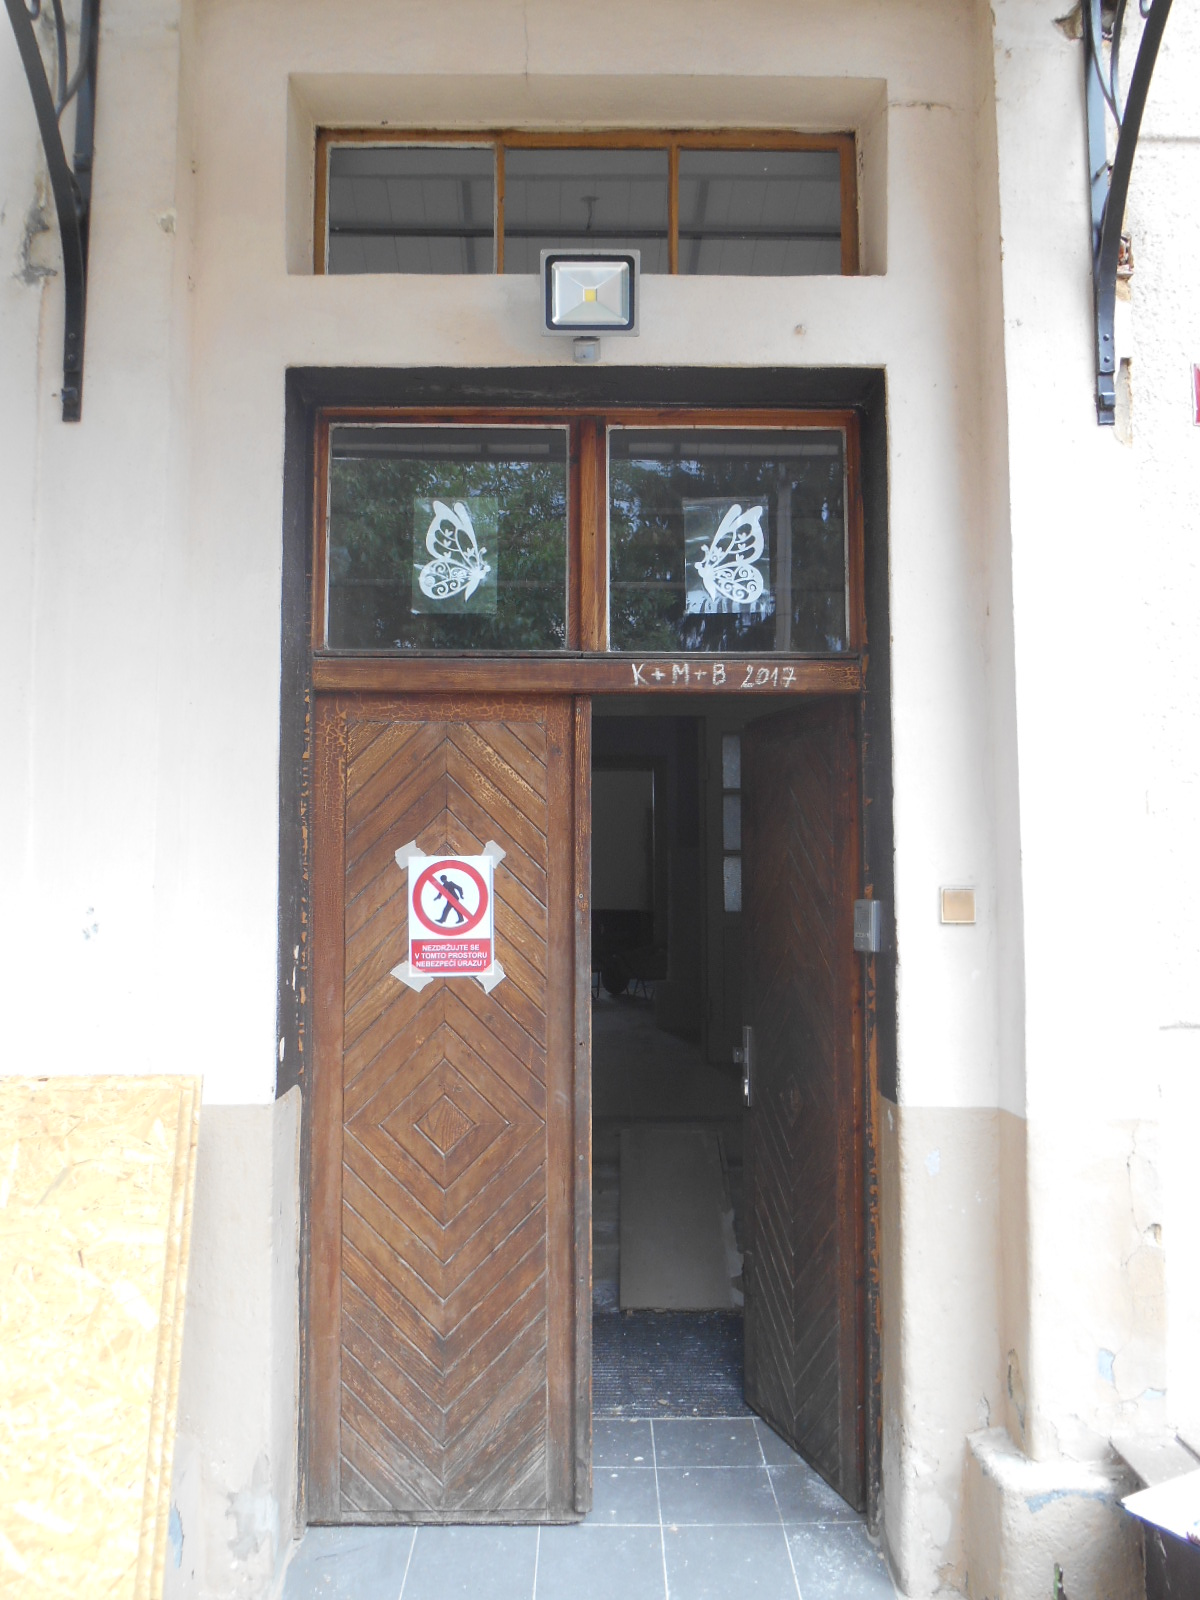 K+M+B 2017
NEZDRŽUJTE SE
V TOMTO PROSTORU
NEBEZPEČÍ ÚRAZU !